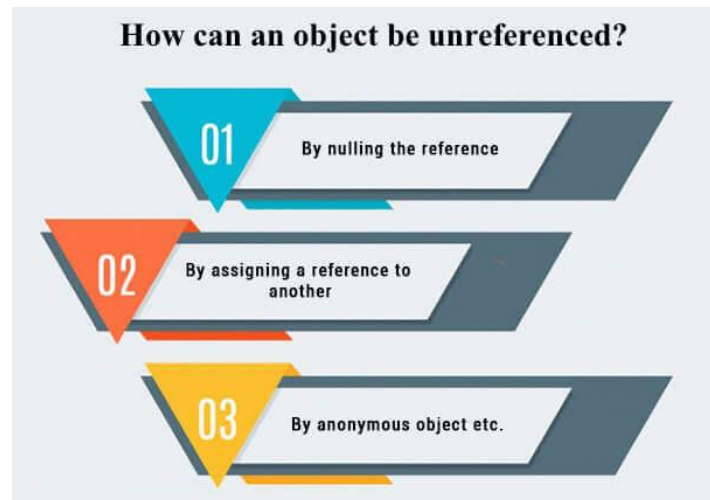 How can an object be unreferenced?
01
By nulling the reference
02
By assigning a reference to
another
03
By anonymous object etc.